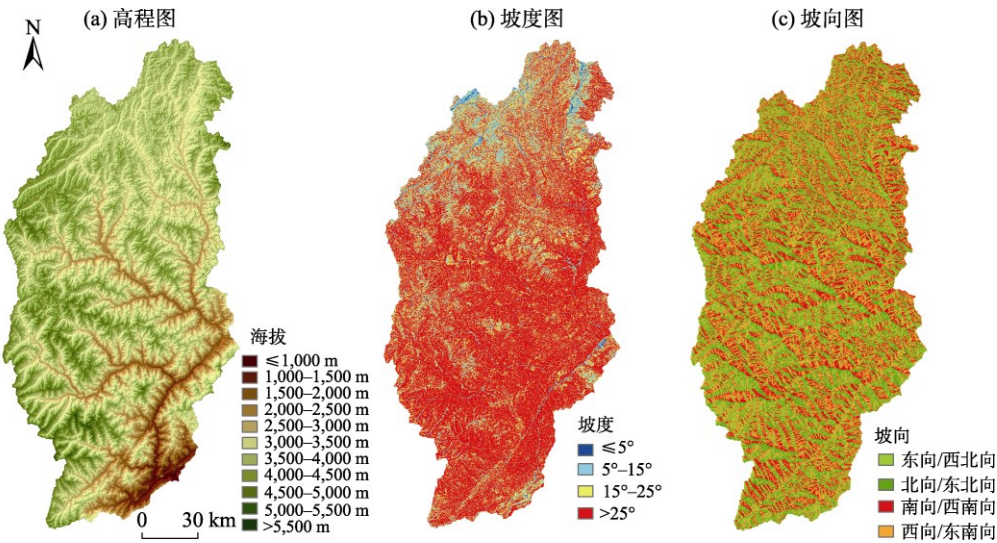 (a) 高程图
(b) 坡度图
(c) 坡向图
N
海拔
≤1,000 m
1,000–1,500 m
1,500–2,000 m
2,000–2,500 m
2,500–3,000 m
3,000–3,500 m
3,500–4,000 m
4,000–4,500 m
4,500–5,000 m
5,000–5,500 m
>5,500 m
0 30 km
坡度
≤5°
5°–15°
15°–25°
>25°
坡向
东向/西北向
北向/东北向
南向/西南向
西向/东南向